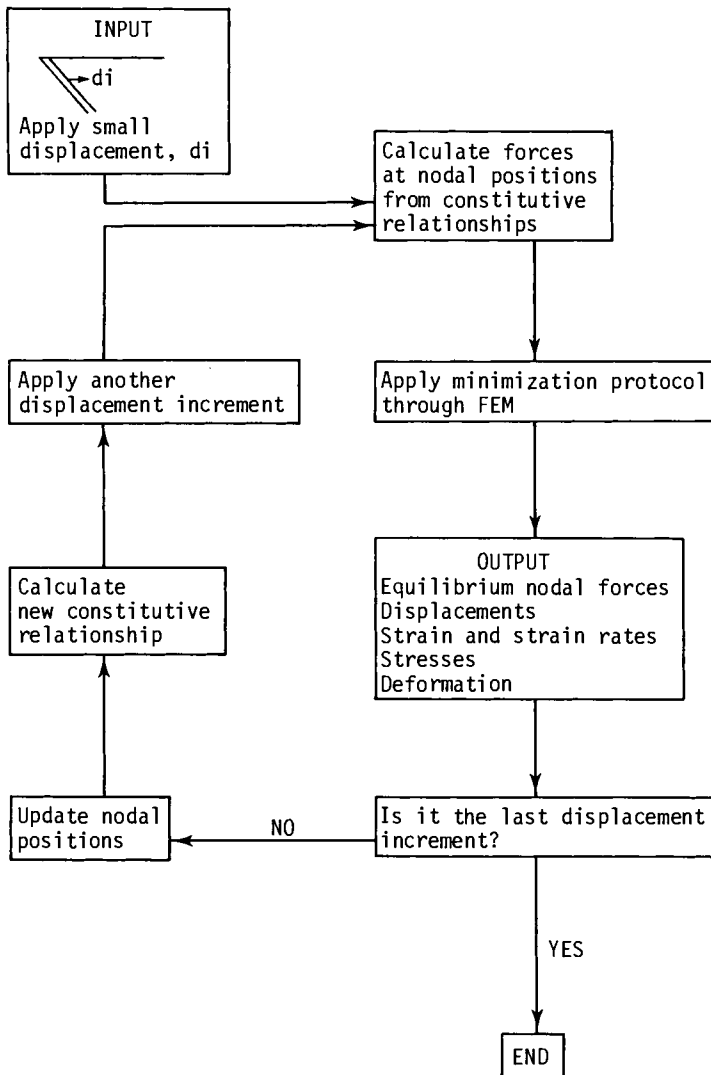 INPUT
di
Apply small
displacement, di
Calculate forces
at nodal positions
from constitutive
relationships
Apply minimization protocol
through FEM
OUTPUT
Equilibrium nodal forces
Displacements
Strain and strain rates
Stresses
Deformation
Is it the last displacement
increment?
NO
Update nodal
positions
Calculate
new constitutive
relationship
Apply another
displacement increment
YES
END